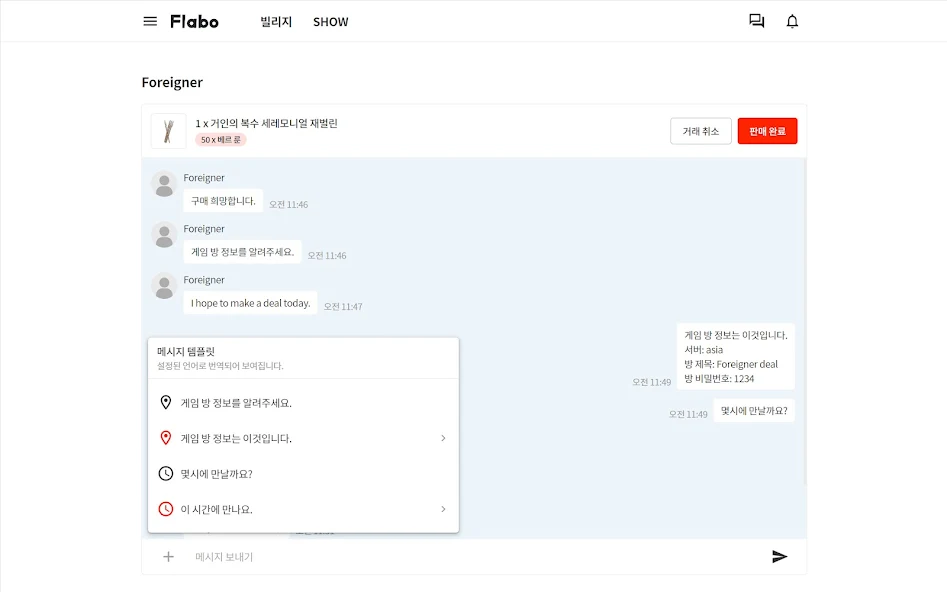 Flabo
빌리지
SHOW
Foreigner
1 x 거인의 복수 세레모니얼 재벌린
50 x 베르 룬
거래 취소
판매 완료
Foreigner
구매 희망합니다.
오전 11:46
Foreigner
게임 방 정보를 알려주세요.
오전 11:46
Foreigner
I hope to make a deal today.
오전 11:47
게임 방 정보는 이것입니다.
서버: asia
방 제목: Foreigner deal
방 비밀번호: 1234
오전 11:49
몇시에 만날까요?
오전 11:49
메시지 템플릿
설정된 언어로 번역되어 보여집니다.
게임 방 정보를 알려주세요.
게임 방 정보는 이것입니다.
몇시에 만날까요?
이 시간에 만나요.
메시지 보내기